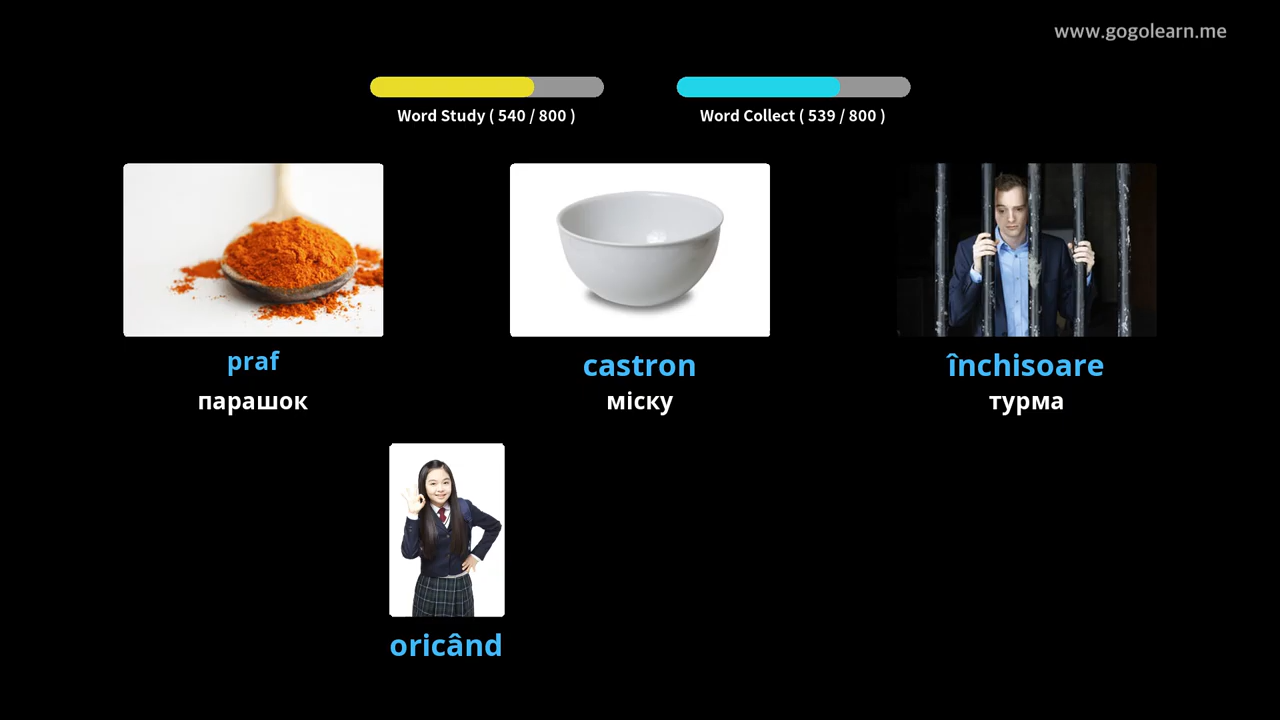 www.gogolearn.me
Word Study ( 540 / 800 )
Word Collect ( 539 / 800 )
praf
парашок
castron
міску
închisoare
турма
oricând